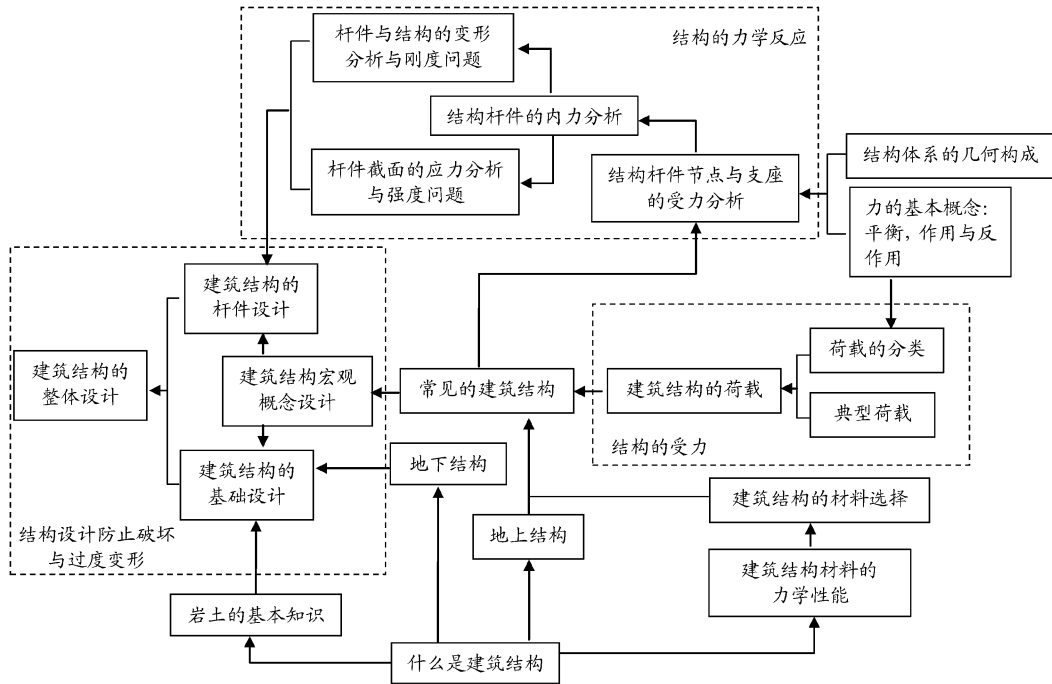 杆件与结构的变形
分析与刚度问题
结构的力学反应
结构杆件的内力分析
杆件截面的应力分析
与强度问题
结构杆件节点与支座
的受力分析
结构体系的几何构成
力的基本概念：
平衡，作用与反
作用
建筑结构的
杆件设计
荷载的分类
建筑结构的
整体设计
建筑结构宏观
概念设计
常见的建筑结构
建筑结构的荷载
典型荷载
结构的受力
建筑结构的
基础设计
地下结构
结构设计防止破坏
与过度变形
地上结构
建筑结构的材料选择
建筑结构材料的
力学性能
岩土的基本知识
什么是建筑结构